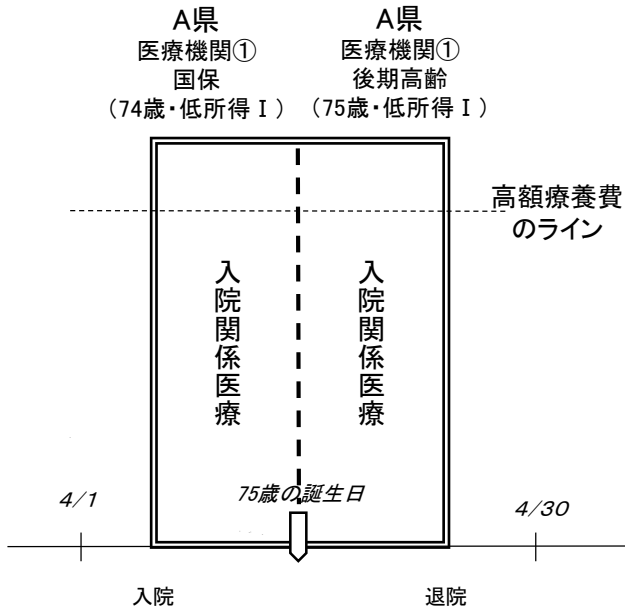 A県
医療機関①
国保
(74歳・低所得Ⅰ)
A県
医療機関①
後期高齢
(75歳・低所得Ⅰ)
高額療養費
のライン
入院関係医療
入院関係医療
75歳の誕生日
4/1
4/30
入院
退院